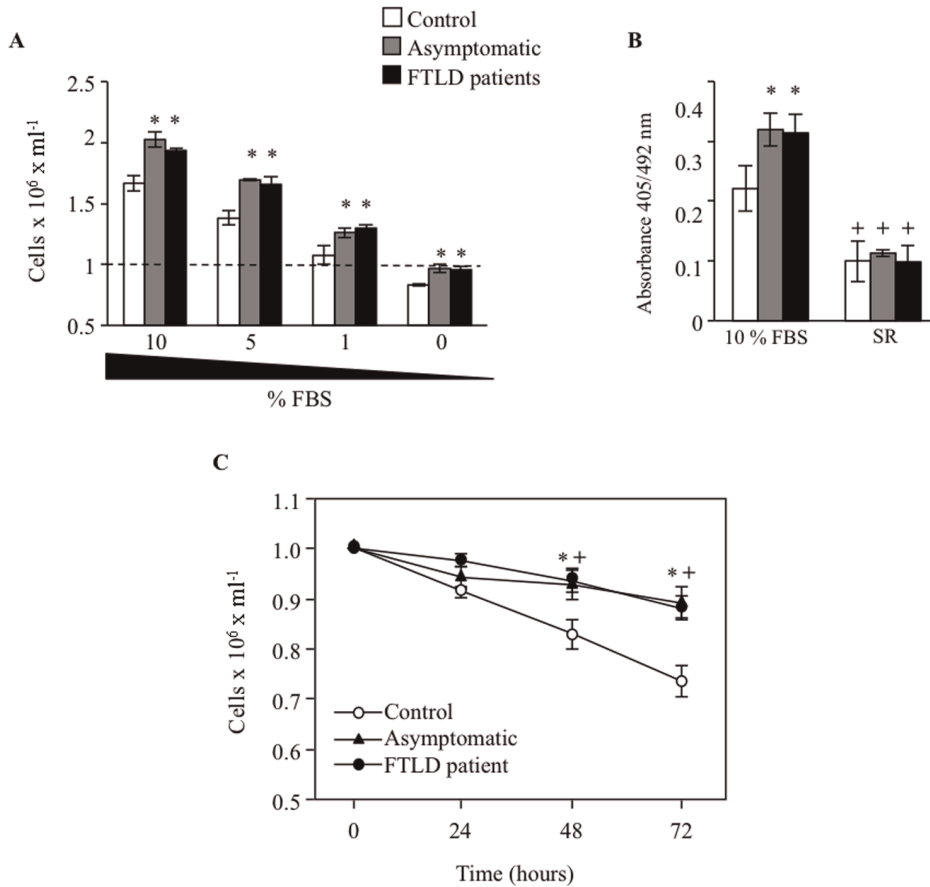 Control
Asymptomatic
FTLD patients
A
Cells x 10⁶ x ml⁻¹
2.5
2
1.5
1
0.5
* *
* *
* *
* *
10 5 1 0
% FBS
B
Absorbance 405/492 nm
0.4
0.3
0.2
0.1
0
* *
+ + +
10 % FBS SR
C
Cells x 10⁶ x ml⁻¹
1.1
1.0
0.9
0.8
0.7
0.6
0.5
* + * +
Control
Asymptomatic
FTLD patient
0 24 48 72
Time (hours)